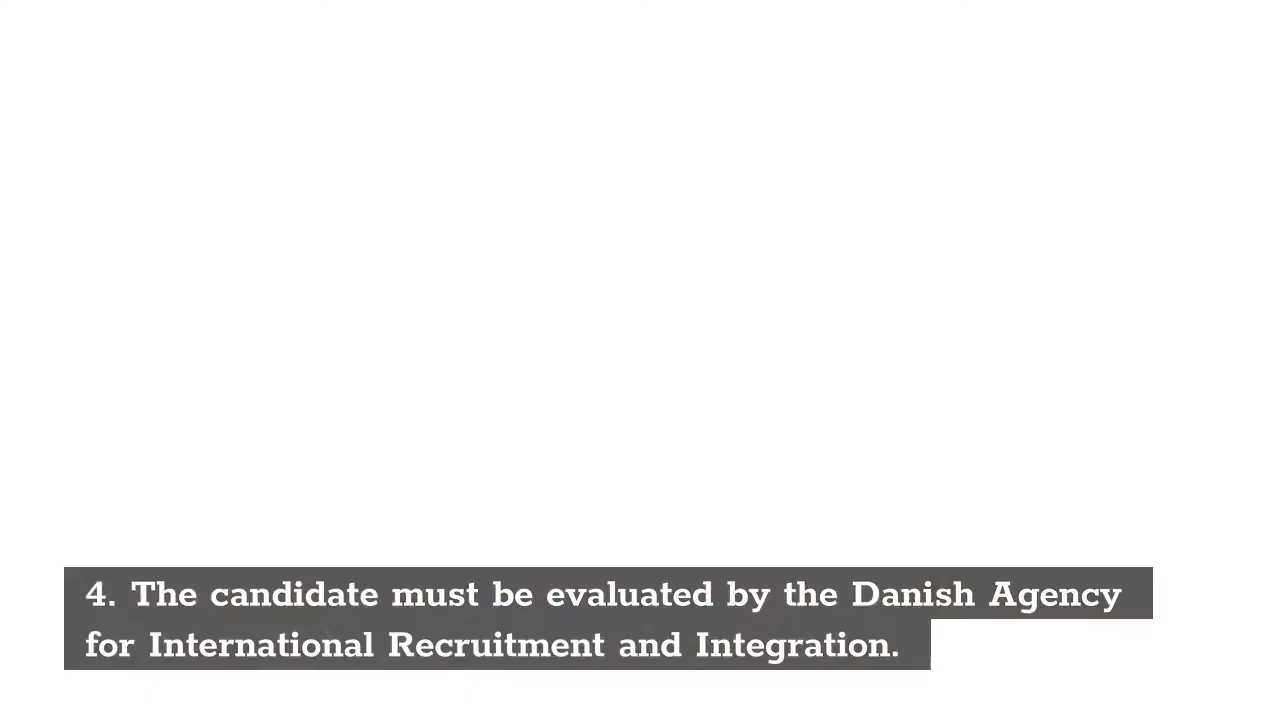 4. The candidate must be evaluated by the Danish Agency
for International Recruitment and Integration.